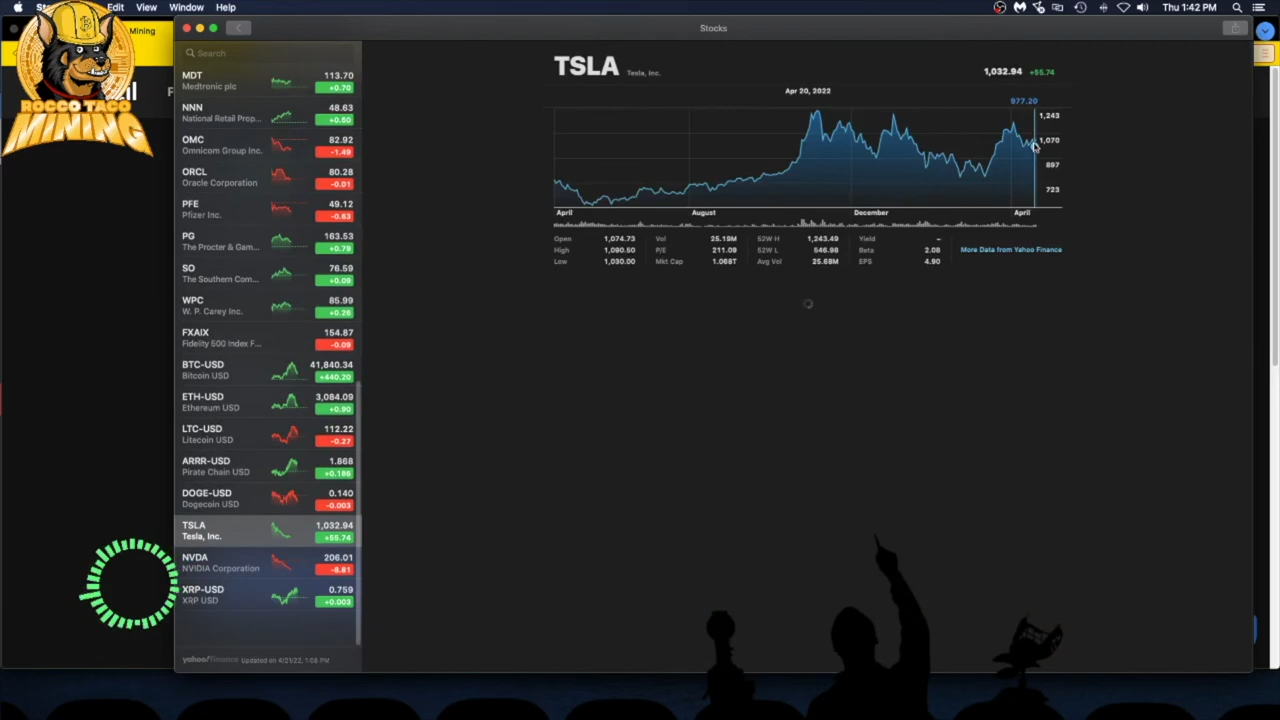 Edit View Window Help
Thu 1:42 PM
Mining
Stocks
ROCCO TACO
MINING
Search
MDT 113.70
Medtronic plc +0.70
NNN 48.63
National Retail Prop... +0.50
OMC 82.92
Omnicom Group Inc. -1.49
ORCL 80.28
Oracle Corporation -0.01
PFE 49.12
Pfizer Inc. -0.63
PG 163.53
The Procter & Gam... +0.79
SO 76.59
The Southern Com... +0.09
WPC 85.99
W. P. Carey Inc. +0.26
FXAIX 154.87
Fidelity 500 Index F... -0.09
BTC-USD 41,840.34
Bitcoin USD +440.20
ETH-USD 3,084.09
Ethereum USD +0.90
LTC-USD 112.22
Litecoin USD -0.27
ARRR-USD 1.868
Pirate Chain USD +0.186
DOGE-USD 0.140
Dogecoin USD -0.003
TSLA 1,032.94
Tesla, Inc. +55.74
NVDA 206.01
NVIDIA Corporation -8.81
XRP-USD 0.759
XRP USD +0.003
yahoo!finance Updated on 4/21/22, 1:08 PM
TSLA Tesla, Inc. 1,032.94 +55.74
Apr 20, 2022
977.20
1,243
1,070
897
723
April August December April
Open 1,074.73 Vol 25.19M 52W H 1,243.49 Yield –
High 1,090.50 P/E 211.09 52W L 546.98 Beta 2.08 More Data from Yahoo Finance
Low 1,030.00 Mkt Cap 1.068T Avg Vol 25.68M EPS 4.90